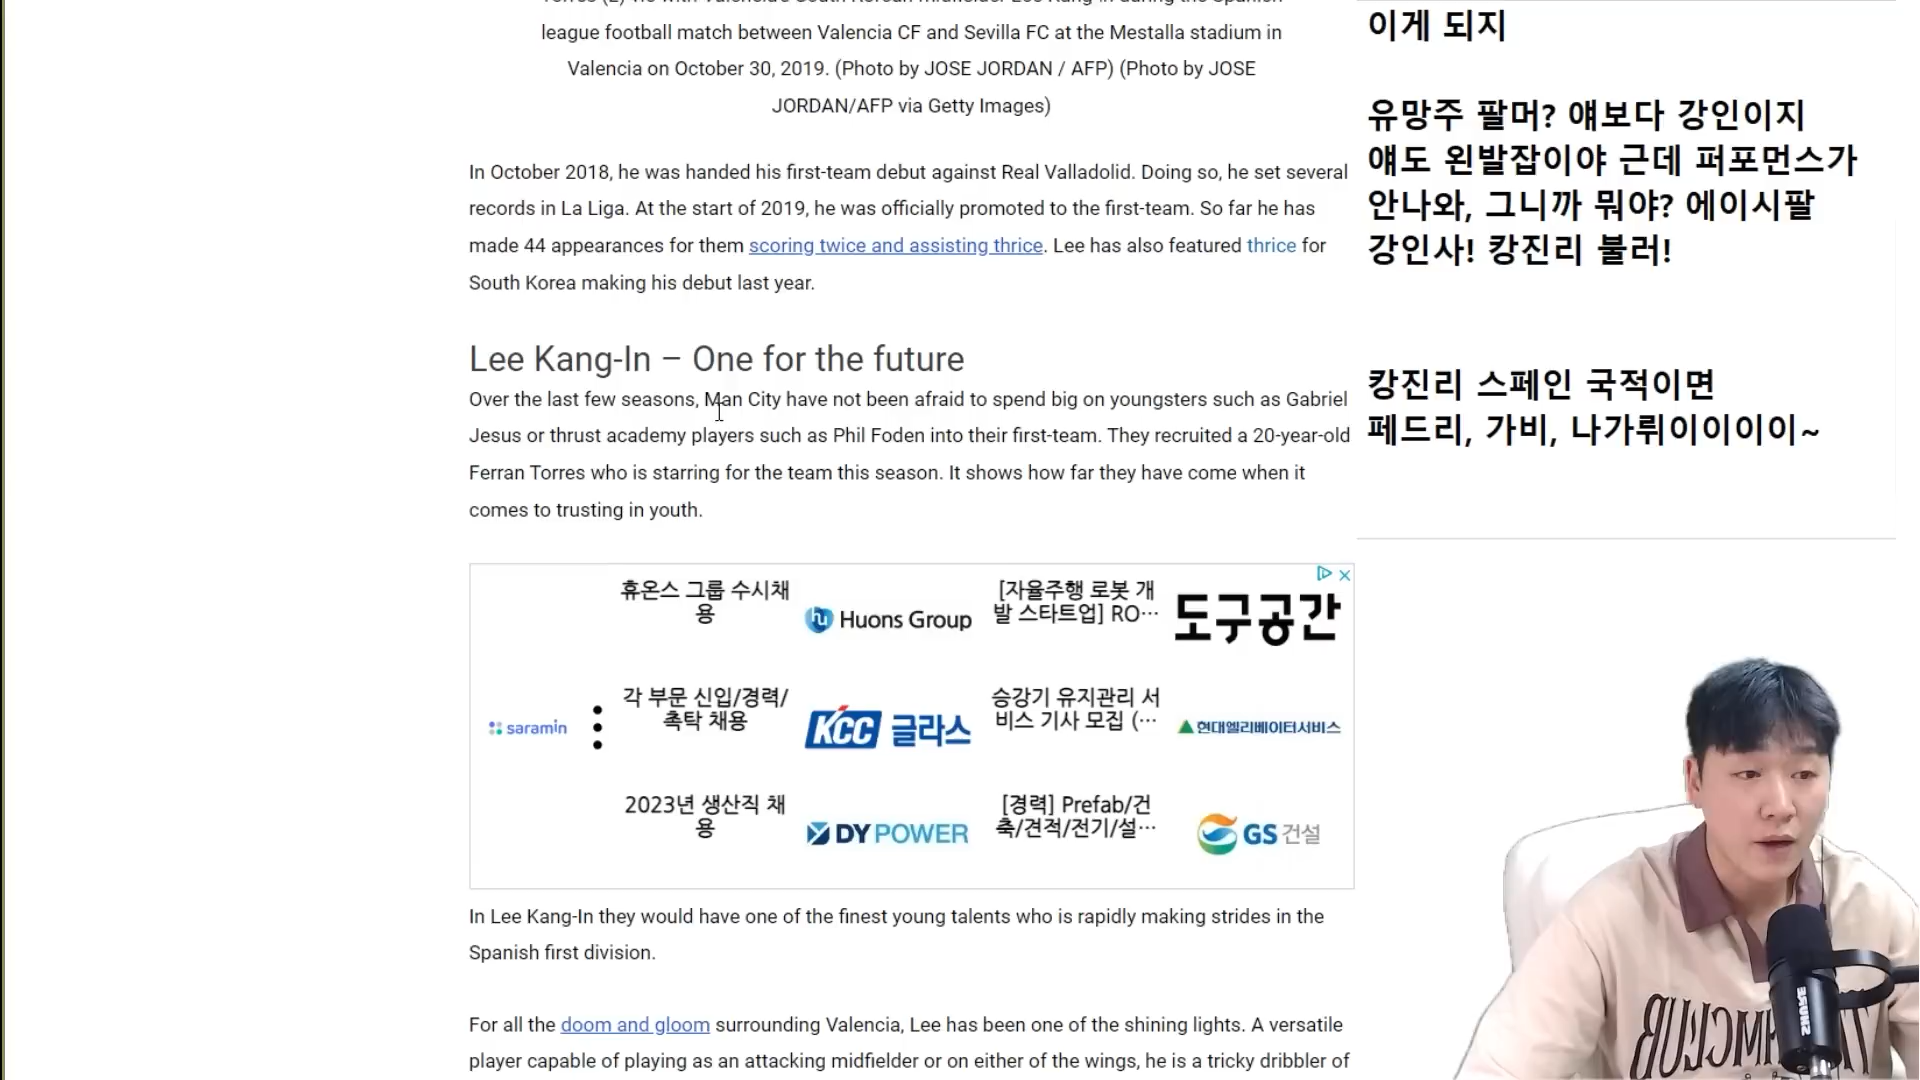 league football match between Valencia CF and Sevilla FC at the Mestalla stadium in
Valencia on October 30, 2019. (Photo by JOSE JORDAN / AFP) (Photo by JOSE
JORDAN/AFP via Getty Images)
In October 2018, he was handed his first-team debut against Real Valladolid. Doing so, he set several
records in La Liga. At the start of 2019, he was officially promoted to the first-team. So far he has
made 44 appearances for them scoring twice and assisting thrice. Lee has also featured thrice for
South Korea making his debut last year.
Lee Kang-In – One for the future
Over the last few seasons, Man City have not been afraid to spend big on youngsters such as Gabriel
Jesus or thrust academy players such as Phil Foden into their first-team. They recruited a 20-year-old
Ferran Torres who is starring for the team this season. It shows how far they have come when it
comes to trusting in youth.
휴온스 그룹 수시채
용
Huons Group
[자율주행 로봇 개
발 스타트업] RO…
도구공간
saramin
각 부문 신입/경력/
촉탁 채용
KCC 글라스
승강기 유지관리 서
비스 기사 모집 (…
현대엘리베이터서비스
2023년 생산직 채
용
DY POWER
[경력] Prefab/건
축/견적/전기/설…
GS 건설
In Lee Kang-In they would have one of the finest young talents who is rapidly making strides in the
Spanish first division.
For all the doom and gloom surrounding Valencia, Lee has been one of the shining lights. A versatile
player capable of playing as an attacking midfielder or on either of the wings, he is a tricky dribbler of
이게 되지
유망주 팔머? 얘보다 강인이지
얘도 왼발잡이야 근데 퍼포먼스가
안나와, 그니까 뭐야? 에이시팔
강인사! 캉진리 불러!
캉진리 스페인 국적이면
페드리, 가비, 나가뤼이이이이~
SHURE